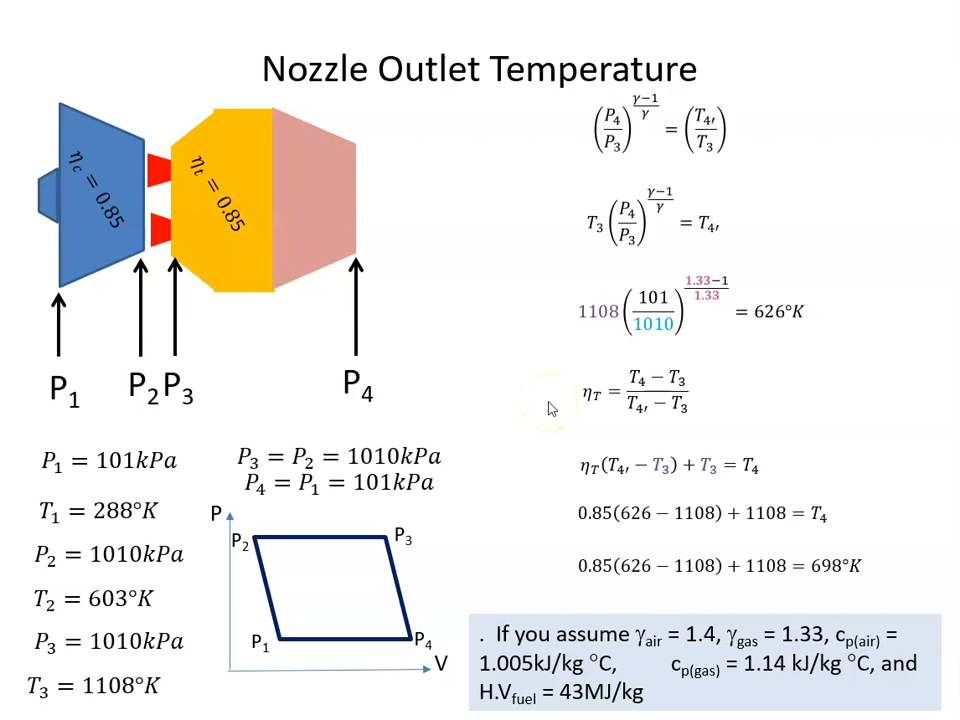 Nozzle Outlet Temperature
η_c = 0.85
η_t = 0.85
P₁
P₂ P₃
P₄
P₁ = 101kPa
T₁ = 288°K
P₂ = 1010kPa
T₂ = 603°K
P₃ = 1010kPa
T₃ = 1108°K
P₃ = P₂ = 1010kPa
P₄ = P₁ = 101kPa
P
P₂
P₃
P₁
P₄
V
(P₄/P₃)^((γ−1)/γ) = (T₄′/T₃)
T₃(P₄/P₃)^((γ−1)/γ) = T₄′
1108(101/1010)^((1.33−1)/1.33) = 626°K
η_T = (T₄ − T₃)/(T₄′ − T₃)
η_T(T₄′ − T₃) + T₃ = T₄
0.85(626 − 1108) + 1108 = T₄
0.85(626 − 1108) + 1108 = 698°K
. If you assume γ_air = 1.4, γ_gas = 1.33, c_p(air) =
1.005kJ/kg °C, c_p(gas) = 1.14 kJ/kg °C, and
H.V_fuel = 43MJ/kg